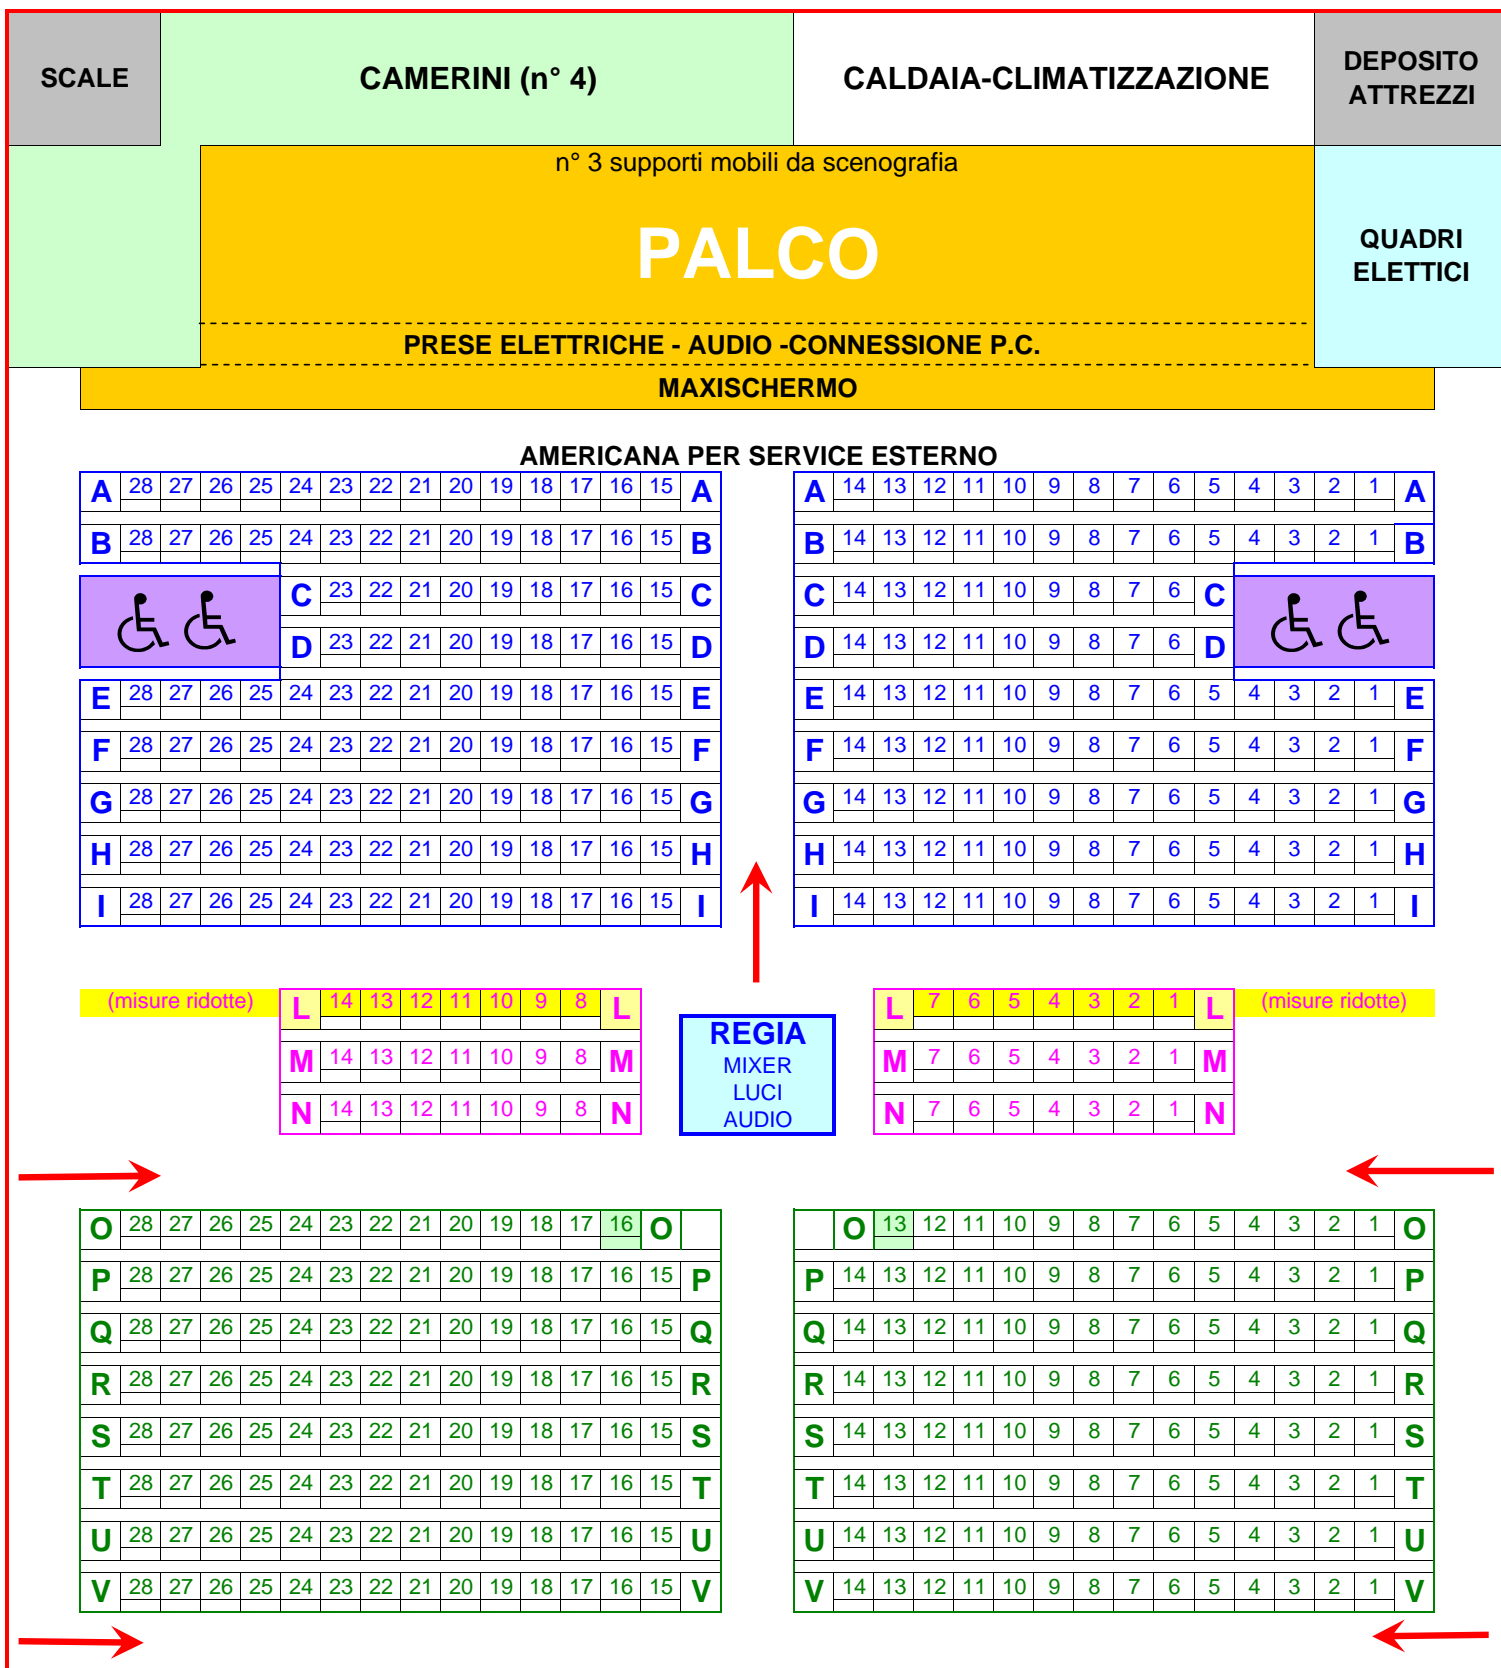 SCALE
CAMERINI (n° 4)
CALDAIA-CLIMATIZZAZIONE
DEPOSITO
ATTREZZI
n° 3 supporti mobili da scenografia
PALCO
QUADRI
ELETTICI
PRESE ELETTRICHE - AUDIO -CONNESSIONE P.C.
MAXISCHERMO
AMERICANA PER SERVICE ESTERNO
A 28 27 26 25 24 23 22 21 20 19 18 17 16 15 A A 14 13 12 11 10 9 8 7 6 5 4 3 2 1 A
B 28 27 26 25 24 23 22 21 20 19 18 17 16 15 B B 14 13 12 11 10 9 8 7 6 5 4 3 2 1 B
C 23 22 21 20 19 18 17 16 15 C C 14 13 12 11 10 9 8 7 6 C
D 23 22 21 20 19 18 17 16 15 D D 14 13 12 11 10 9 8 7 6 D
E 28 27 26 25 24 23 22 21 20 19 18 17 16 15 E E 14 13 12 11 10 9 8 7 6 5 4 3 2 1 E
F 28 27 26 25 24 23 22 21 20 19 18 17 16 15 F F 14 13 12 11 10 9 8 7 6 5 4 3 2 1 F
G 28 27 26 25 24 23 22 21 20 19 18 17 16 15 G G 14 13 12 11 10 9 8 7 6 5 4 3 2 1 G
H 28 27 26 25 24 23 22 21 20 19 18 17 16 15 H H 14 13 12 11 10 9 8 7 6 5 4 3 2 1 H
I 28 27 26 25 24 23 22 21 20 19 18 17 16 15 I I 14 13 12 11 10 9 8 7 6 5 4 3 2 1 I
(misure ridotte) L 14 13 12 11 10 9 8 L L 7 6 5 4 3 2 1 L (misure ridotte)
M 14 13 12 11 10 9 8 M M 7 6 5 4 3 2 1 M
N 14 13 12 11 10 9 8 N N 7 6 5 4 3 2 1 N
REGIA
MIXER
LUCI
AUDIO
O 28 27 26 25 24 23 22 21 20 19 18 17 16 O O 13 12 11 10 9 8 7 6 5 4 3 2 1 O
P 28 27 26 25 24 23 22 21 20 19 18 17 16 15 P P 14 13 12 11 10 9 8 7 6 5 4 3 2 1 P
Q 28 27 26 25 24 23 22 21 20 19 18 17 16 15 Q Q 14 13 12 11 10 9 8 7 6 5 4 3 2 1 Q
R 28 27 26 25 24 23 22 21 20 19 18 17 16 15 R R 14 13 12 11 10 9 8 7 6 5 4 3 2 1 R
S 28 27 26 25 24 23 22 21 20 19 18 17 16 15 S S 14 13 12 11 10 9 8 7 6 5 4 3 2 1 S
T 28 27 26 25 24 23 22 21 20 19 18 17 16 15 T T 14 13 12 11 10 9 8 7 6 5 4 3 2 1 T
U 28 27 26 25 24 23 22 21 20 19 18 17 16 15 U U 14 13 12 11 10 9 8 7 6 5 4 3 2 1 U
V 28 27 26 25 24 23 22 21 20 19 18 17 16 15 V V 14 13 12 11 10 9 8 7 6 5 4 3 2 1 V